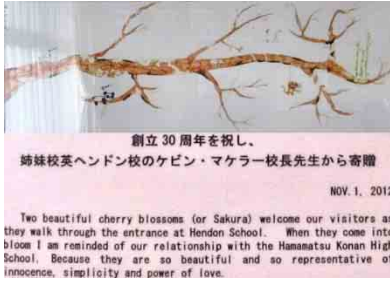 創立30周年を祝し、
姉妹校英ヘンドン校のケビン・マケラー校長先生から寄贈
NOV. 1, 2012
Two beautiful cherry blossoms (or Sakura) welcome our visitors as
they walk through the entrance at Hendon School. When they come into
bloom I am reminded of our relationship with the Hamamatsu Konan High
School. Because they are so beautiful and so representative of
innocence, simplicity and power of love.